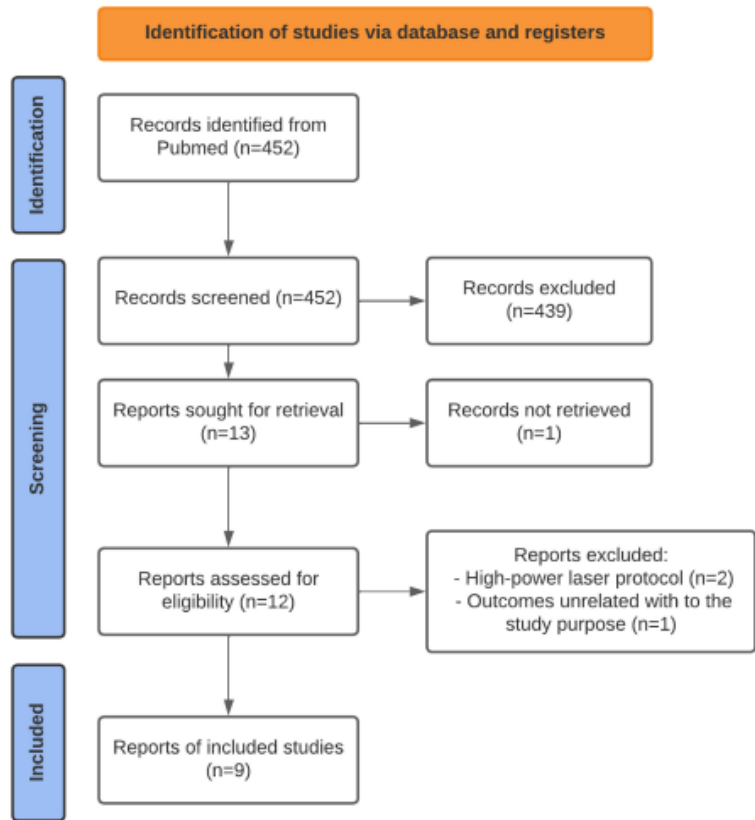 Identification of studies via database and registers
Identification
Records identified from
Pubmed (n=452)
Screening
Records screened (n=452)
Records excluded
(n=439)
Reports sought for retrieval
(n=13)
Records not retrieved
(n=1)
Reports assessed for
eligibility (n=12)
Reports excluded:
- High-power laser protocol (n=2)
- Outcomes unrelated with to the
study purpose (n=1)
Included
Reports of included studies
(n=9)